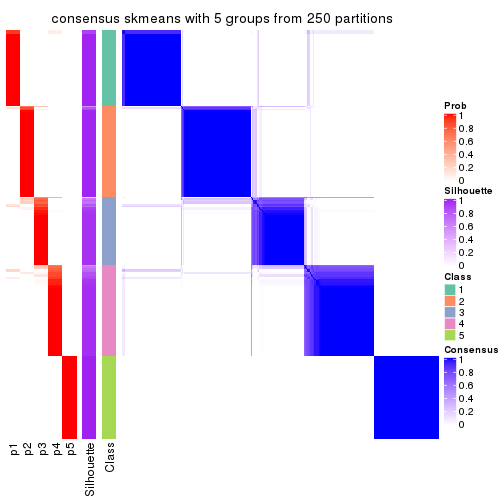 consensus skmeans with 5 groups from 250 partitions
Prob
1
0.8
0.6
0.4
0.2
0
Silhouette
1
0.8
0.6
0.4
0.2
0
Class
1
2
3
4
5
Consensus
1
0.8
0.6
0.4
0.2
0
p1
p2
p3
p4
p5
Silhouette
Class